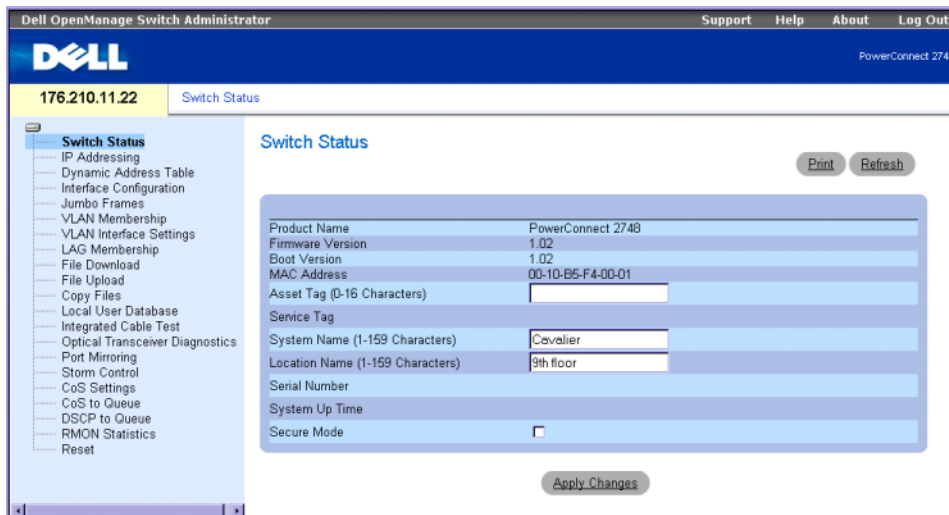 Dell OpenManage Switch Administrator Support Help About Log Out
DELL
PowerConnect 274
176.210.11.22 Switch Status
Switch Status
IP Addressing
Dynamic Address Table
Interface Configuration
Jumbo Frames
VLAN Membership
VLAN Interface Settings
LAG Membership
File Download
File Upload
Copy Files
Local User Database
Integrated Cable Test
Optical Transceiver Diagnostics
Port Mirroring
Storm Control
CoS Settings
CoS to Queue
DSCP to Queue
RMON Statistics
Reset
Switch Status
Print Refresh
Product Name PowerConnect 2748
Firmware Version 1.02
Boot Version 1.02
MAC Address 00-10-B5-F4-00-01
Asset Tag (0-16 Characters)
Service Tag
System Name (1-159 Characters) Cavalier
Location Name (1-159 Characters) 9th floor
Serial Number
System Up Time
Secure Mode
Apply Changes